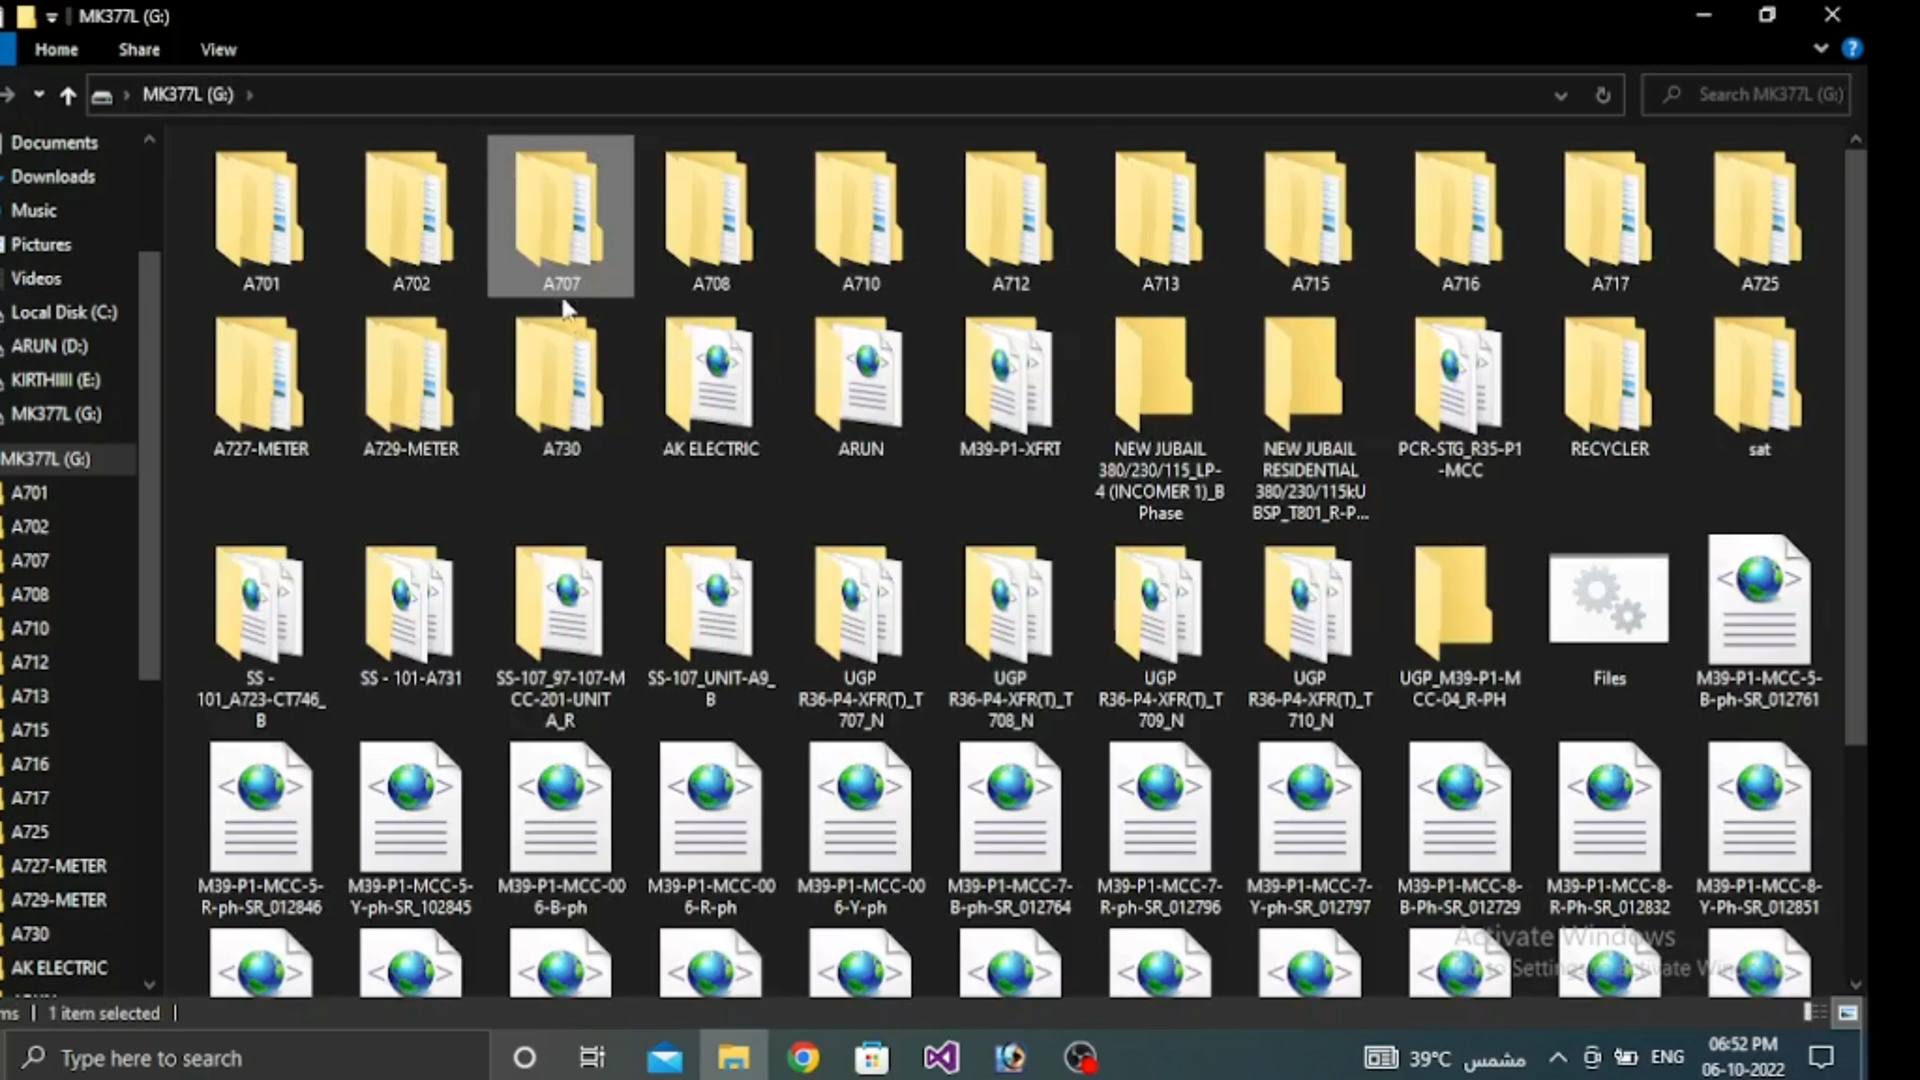 MK377L (G:)
Home Share View
MK377L (G:)
Search MK377L (G:)
Documents
Downloads
Music
Pictures
Videos
Local Disk (C:)
ARUN (D:)
KIRTHIIII (E:)
MK377L (G:)
MK377L (G:)
A701
A702
A707
A708
A710
A712
A713
A715
A716
A717
A725
A727-METER
A729-METER
A730
AK ELECTRIC
A701 A702 A707 A708 A710 A712 A713 A715 A716 A717 A725
A727-METER
A729-METER
A730
AK ELECTRIC
ARUN
M39-P1-XFRT
NEW JUBAIL
380/230/115_LP-
4 (INCOMER 1)_B
Phase
NEW JUBAIL
RESIDENTIAL
380/230/115kU
BSP_T801_R-P...
PCR-STG_R35-P1
-MCC
RECYCLER
sat
SS -
101_A723-CT746_
B
SS - 101-A731
SS-107_97-107-M
CC-201-UNIT
A_R
SS-107_UNIT-A9_
B
UGP
R36-P4-XFR(T)_T
707_N
UGP
R36-P4-XFR(T)_T
708_N
UGP
R36-P4-XFR(T)_T
709_N
UGP
R36-P4-XFR(T)_T
710_N
UGP_M39-P1-M
CC-04_R-PH
Files
M39-P1-MCC-5-
B-ph-SR_012761
M39-P1-MCC-5-
R-ph-SR_012846
M39-P1-MCC-5-
Y-ph-SR_102845
M39-P1-MCC-00
6-B-ph
M39-P1-MCC-00
6-R-ph
M39-P1-MCC-00
6-Y-ph
M39-P1-MCC-7-
B-ph-SR_012764
M39-P1-MCC-7-
R-ph-SR_012796
M39-P1-MCC-7-
Y-ph-SR_012797
M39-P1-MCC-8-
B-Ph-SR_012729
M39-P1-MCC-8-
R-Ph-SR_012832
M39-P1-MCC-8-
Y-Ph-SR_012851
Activate Windows
to Settings to activate Windows
ms 1 item selected
Type here to search
39°C مشمس
ENG
06:52 PM
06-10-2022